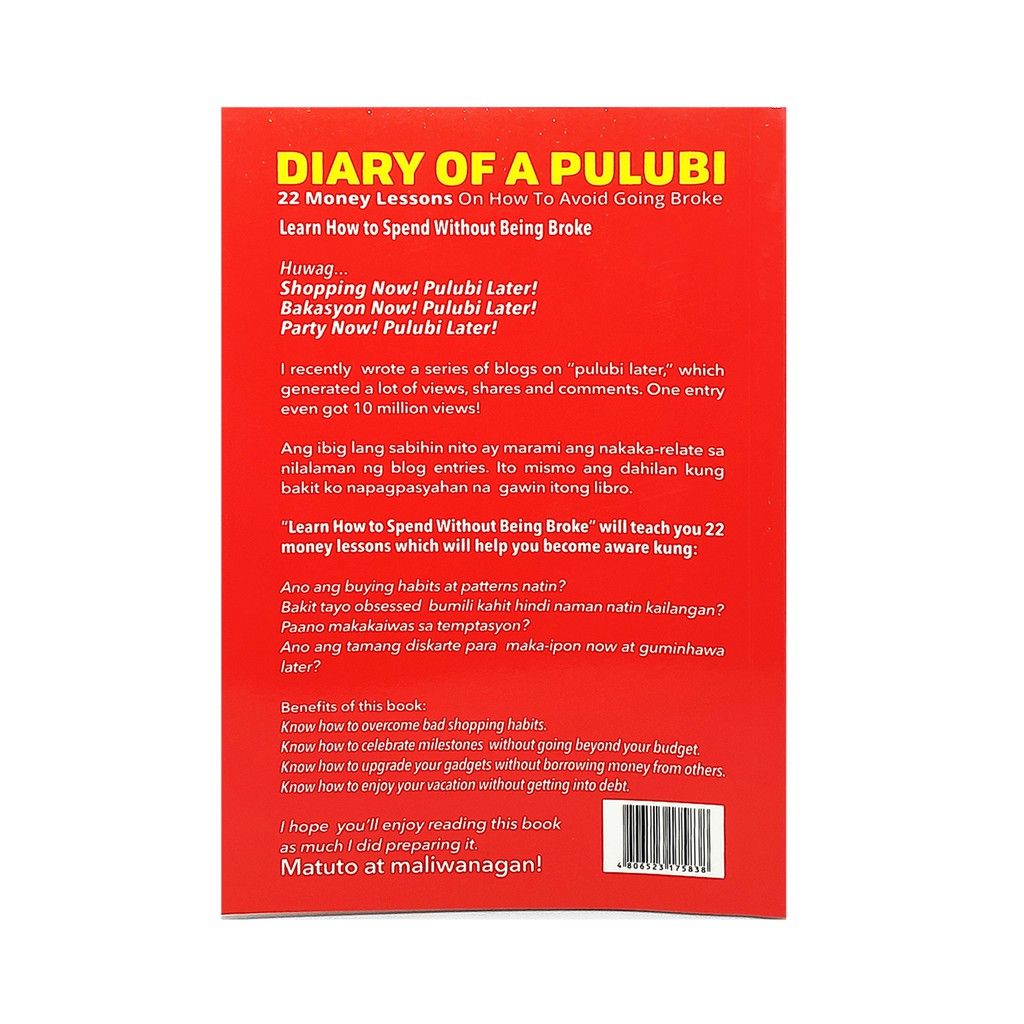 DIARY OF A PULUBI
22 Money Lessons On How To Avoid Going Broke
Learn How to Spend Without Being Broke
Huwag...
Shopping Now! Pulubi Later!
Bakasyon Now! Pulubi Later!
Party Now! Pulubi Later!
I recently wrote a series of blogs on “pulubi later,” which
generated a lot of views, shares and comments. One entry
even got 10 million views!
Ang ibig lang sabihin nito ay marami ang nakaka-relate sa
nilalaman ng blog entries. Ito mismo ang dahilan kung
bakit ko napagpasyahan na gawin itong libro.
“Learn How to Spend Without Being Broke” will teach you 22
money lessons which will help you become aware kung:
Ano ang buying habits at patterns natin?
Bakit tayo obsessed bumili kahit hindi naman natin kailangan?
Paano makakaiwas sa temptasyon?
Ano ang tamang diskarte para maka-ipon now at guminhawa
later?
Benefits of this book:
Know how to overcome bad shopping habits.
Know how to celebrate milestones without going beyond your budget.
Know how to upgrade your gadgets without borrowing money from others.
Know how to enjoy your vacation without getting into debt.
I hope you’ll enjoy reading this book
as much I did preparing it.
Matuto at maliwanagan!
4 806523 175838